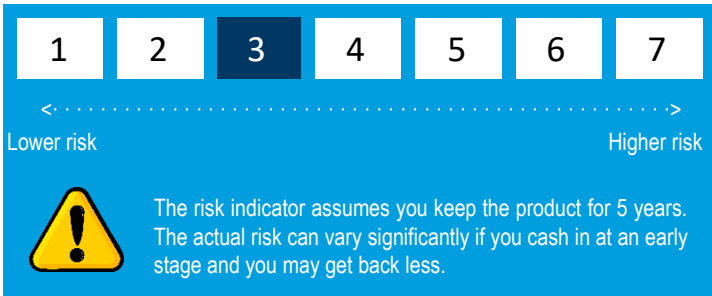 1 2 3 4 5 6 7
Lower risk Higher risk
The risk indicator assumes you keep the product for 5 years.
The actual risk can vary significantly if you cash in at an early
stage and you may get back less.